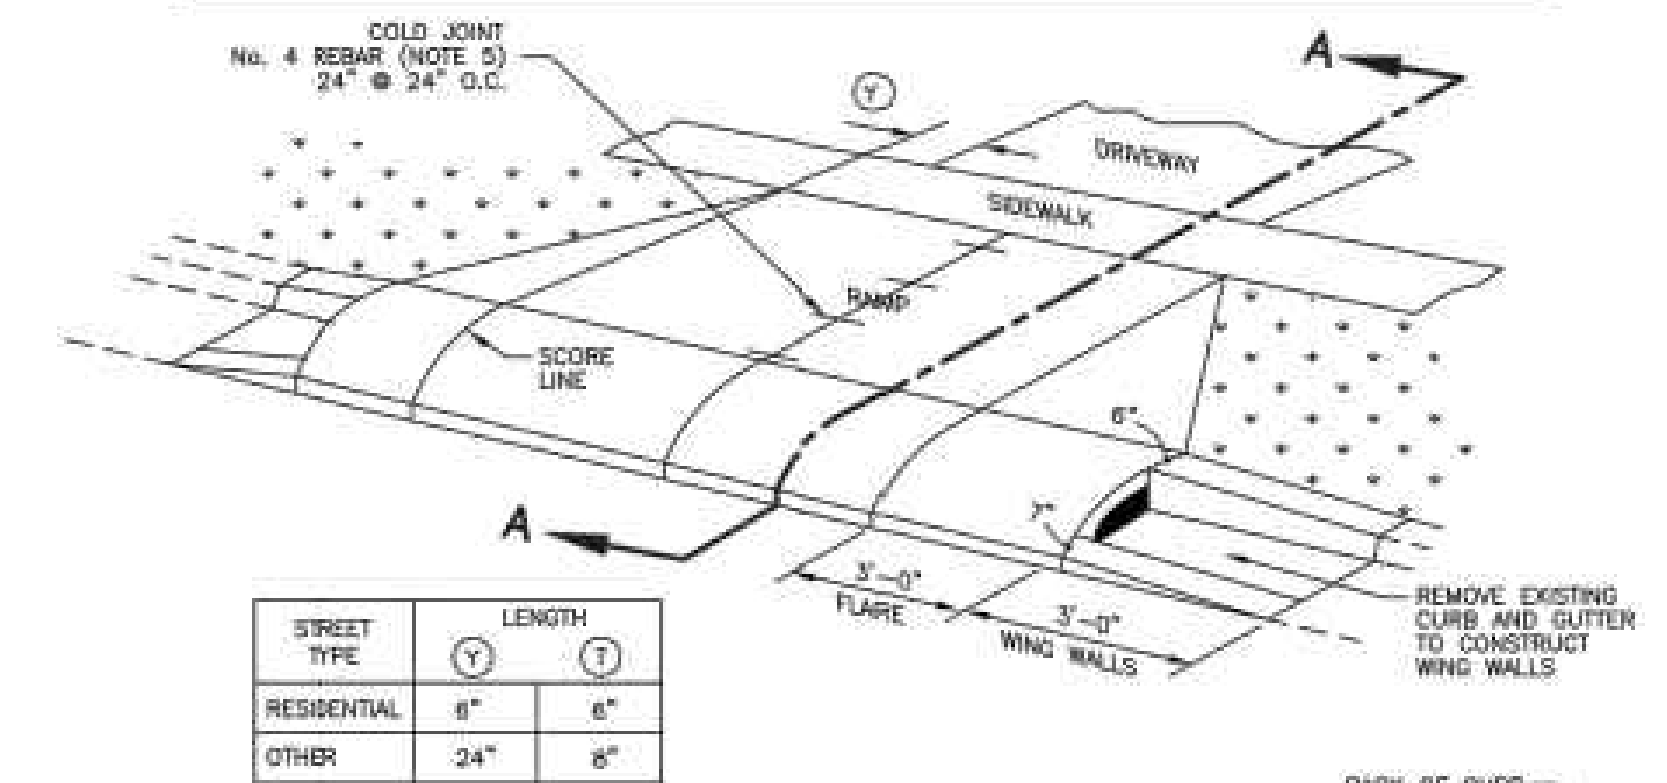 COLD JOINT
No. 4 REBAR (NOTE 5)
24" @ 24" O.C.
A
Y
DRIVEWAY
SIDEWALK
RAMP
SCORE
LINE
6"
7"
A
3'-0"
FLARE
3'-0"
WING WALLS
REMOVE EXISTING
CURB AND GUTTER
TO CONSTRUCT
WING WALLS
STREET
TYPE
LENGTH
Y T
RESIDENTIAL 6" 6"
OTHER 24" 8"